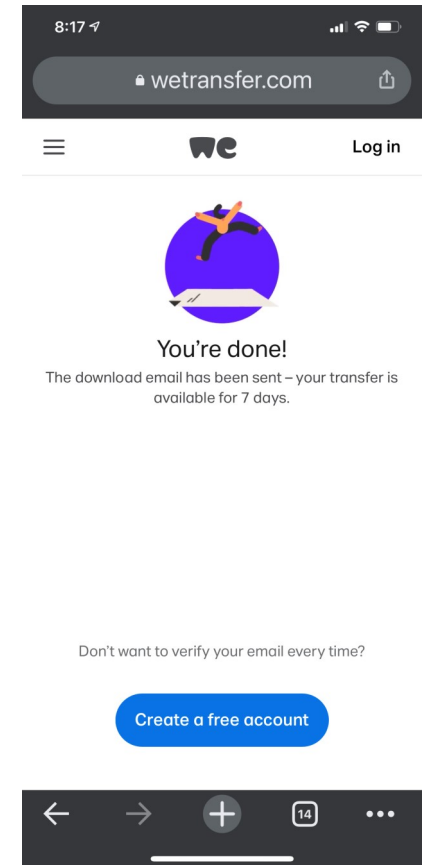 8:17
wetransfer.com
we
Log in
You're done!
The download email has been sent – your transfer is
available for 7 days.
Don't want to verify your email every time?
Create a free account
14